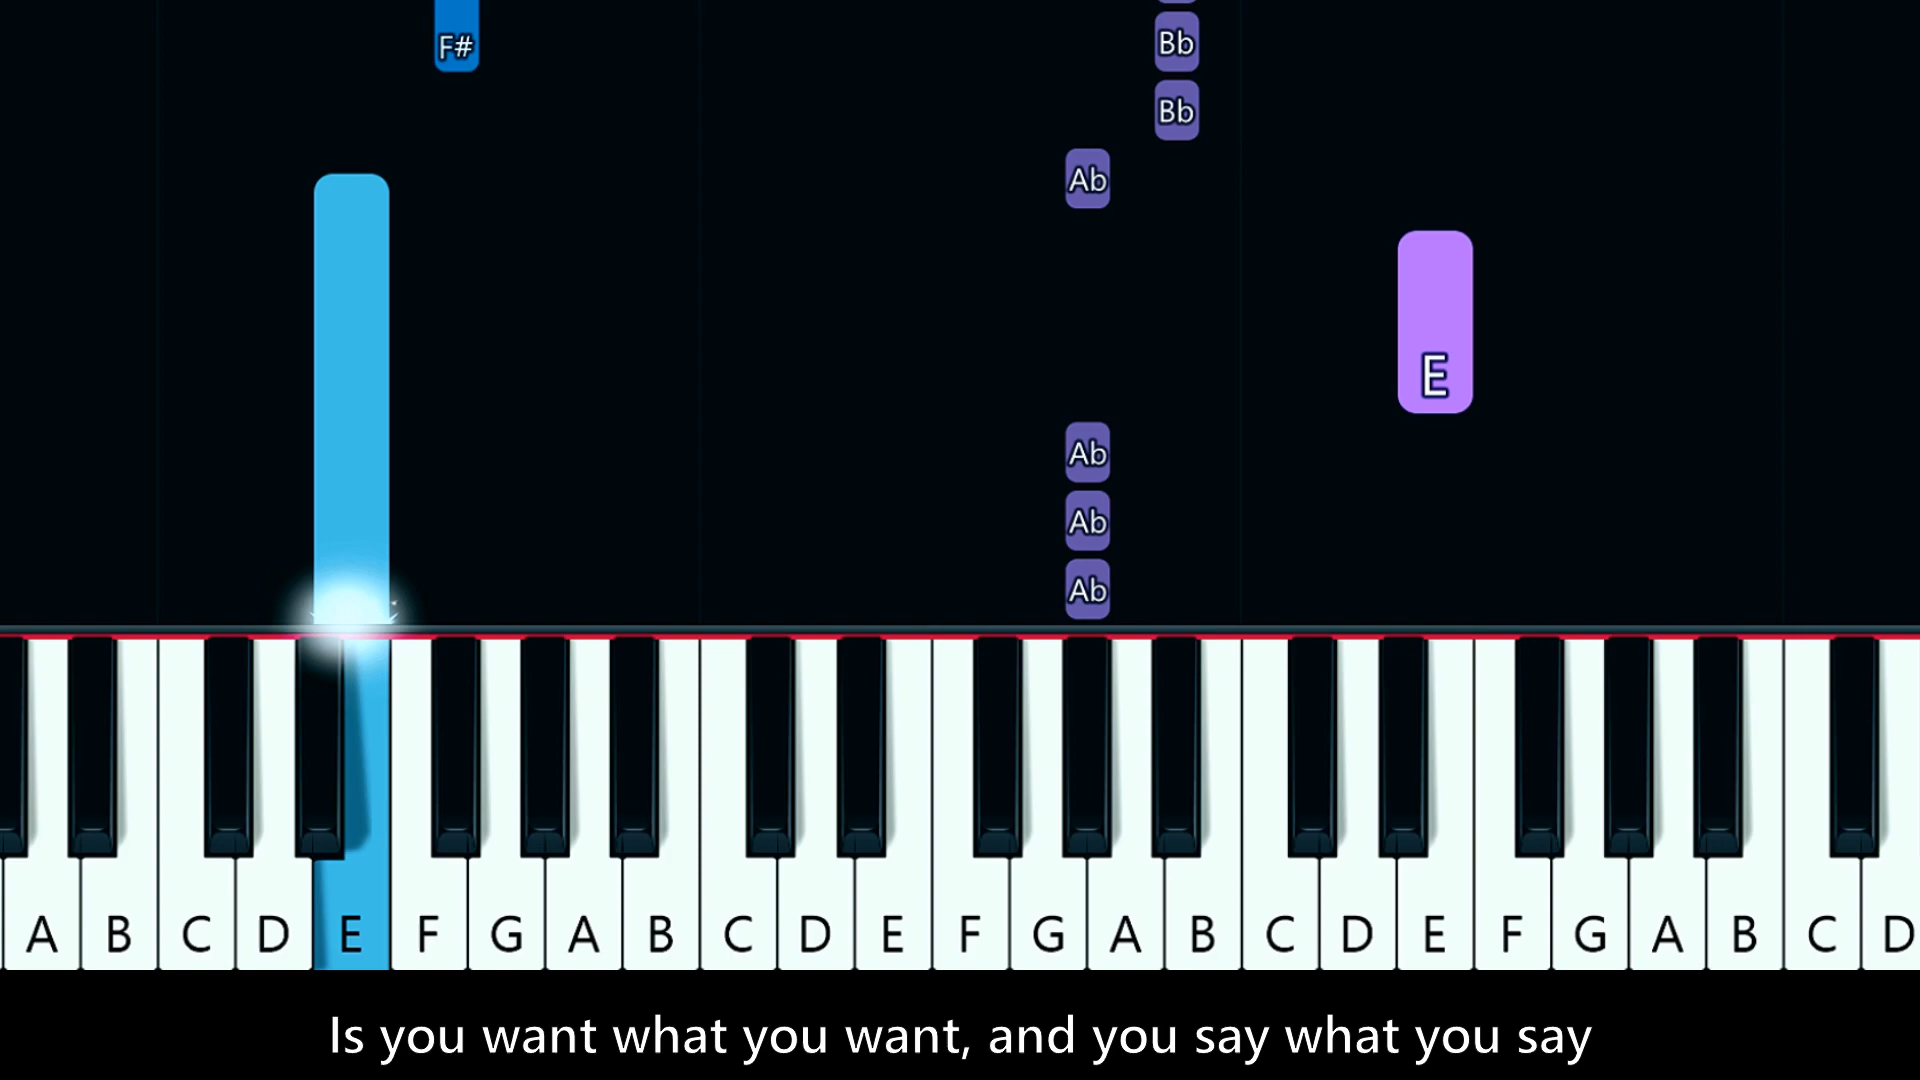 F#
Bb
Bb
Ab
E
Ab
Ab
Ab
A B C D E F G A B C D E F G A B C D E F G A B C D
Is you want what you want, and you say what you say